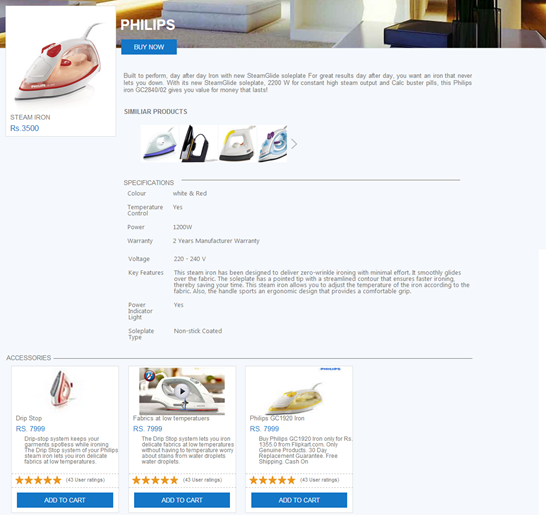 PHILIPS
BUY NOW
STEAM IRON
Rs.3500
Built to perform, day after day Iron with new SteamGlide soleplate For great results day after day, you want an iron that never
lets you down. With its new SteamGlide soleplate, 2200 W for constant high steam output and Calc buster pills, this Philips
iron GC2840/02 gives you value for money that lasts!
SIMILIAR PRODUCTS
SPECIFICATIONS
Colour white & Red
Temperature Yes
Control
Power 1200W
Warranty 2 Years Manufacturer Warranty
Voltage 220 - 240 V
Key Features This steam iron has been designed to deliver zero-wrinkle ironing with minimal effort. It smoothly glides
over the fabric. The soleplate has a pointed tip with a streamlined contour that ensures faster ironing,
thereby saving your time. This steam iron allows you to adjust the temperature of the iron according to the
fabric. Also, the handle sports an ergonomic design that provides a comfortable grip.
Power Yes
Indicator
Light
Soleplate Non-stick Coated
Type
ACCESSORIES
Drip Stop
RS. 7999
Drip-stop system keeps your
garments spotless while ironing
The Drip Stop system of your Philips
steam iron lets you iron delicate
fabrics at low temperatures.
(43 User ratings)
ADD TO CART
Fabrics at low temperatuers
RS. 7999
The Drip Stop system lets you iron
delicate fabrics at low temperatures
without having to temperature worry
about stains from water droplets
water droplets.
(43 User ratings)
ADD TO CART
PHILIPS
Philips GC1920 Iron
RS. 7999
Buy Philips GC1920 Iron only for Rs.
1355.0 from Flipkart.com. Only
Genuine Products. 30 Day
Replacement Guarantee. Free
Shipping. Cash On
(43 User ratings)
ADD TO CART